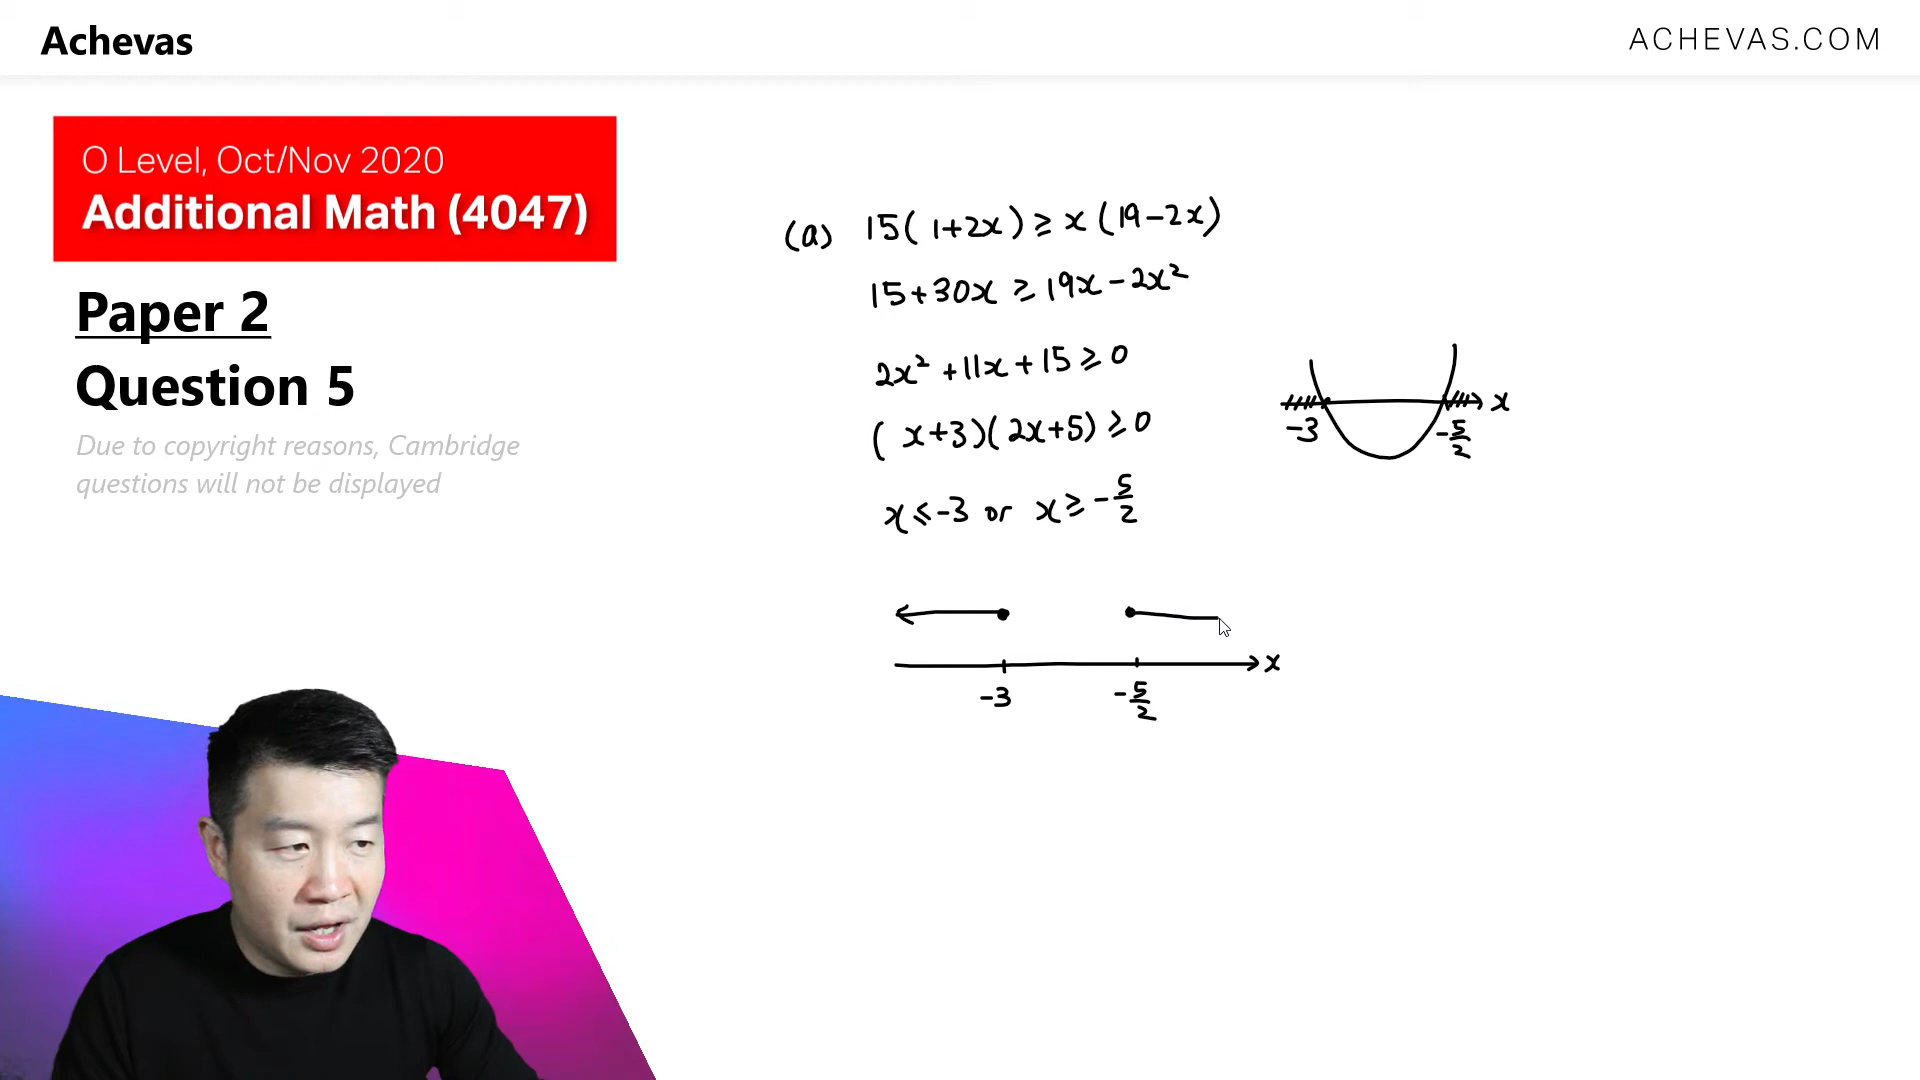 Achevas
ACHEVAS.COM
O Level, Oct/Nov 2020
Additional Math (4047)
Paper 2
Question 5
Due to copyright reasons, Cambridge
questions will not be displayed
(a) 15(1+2x) ≥ x(19-2x)
15+30x ≥ 19x-2x²
2x²+11x+15 ≥ 0
(x+3)(2x+5) ≥ 0
x ≤ -3 or x ≥ -5/2
x
-3
-5/2
x
-3
-5/2